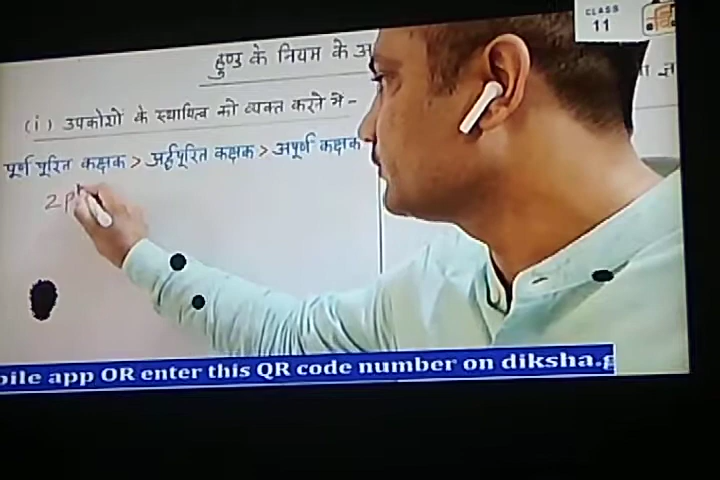 CLASS
11
हुण्ड के नियम के अ
(i) उपकोशों के स्थायित्व को व्यक्त करने में -
पूर्ण पूरित कक्षक > अर्द्धपूरित कक्षक > अपूर्ण कक्षक
2p
bile app OR enter this QR code number on diksha.g